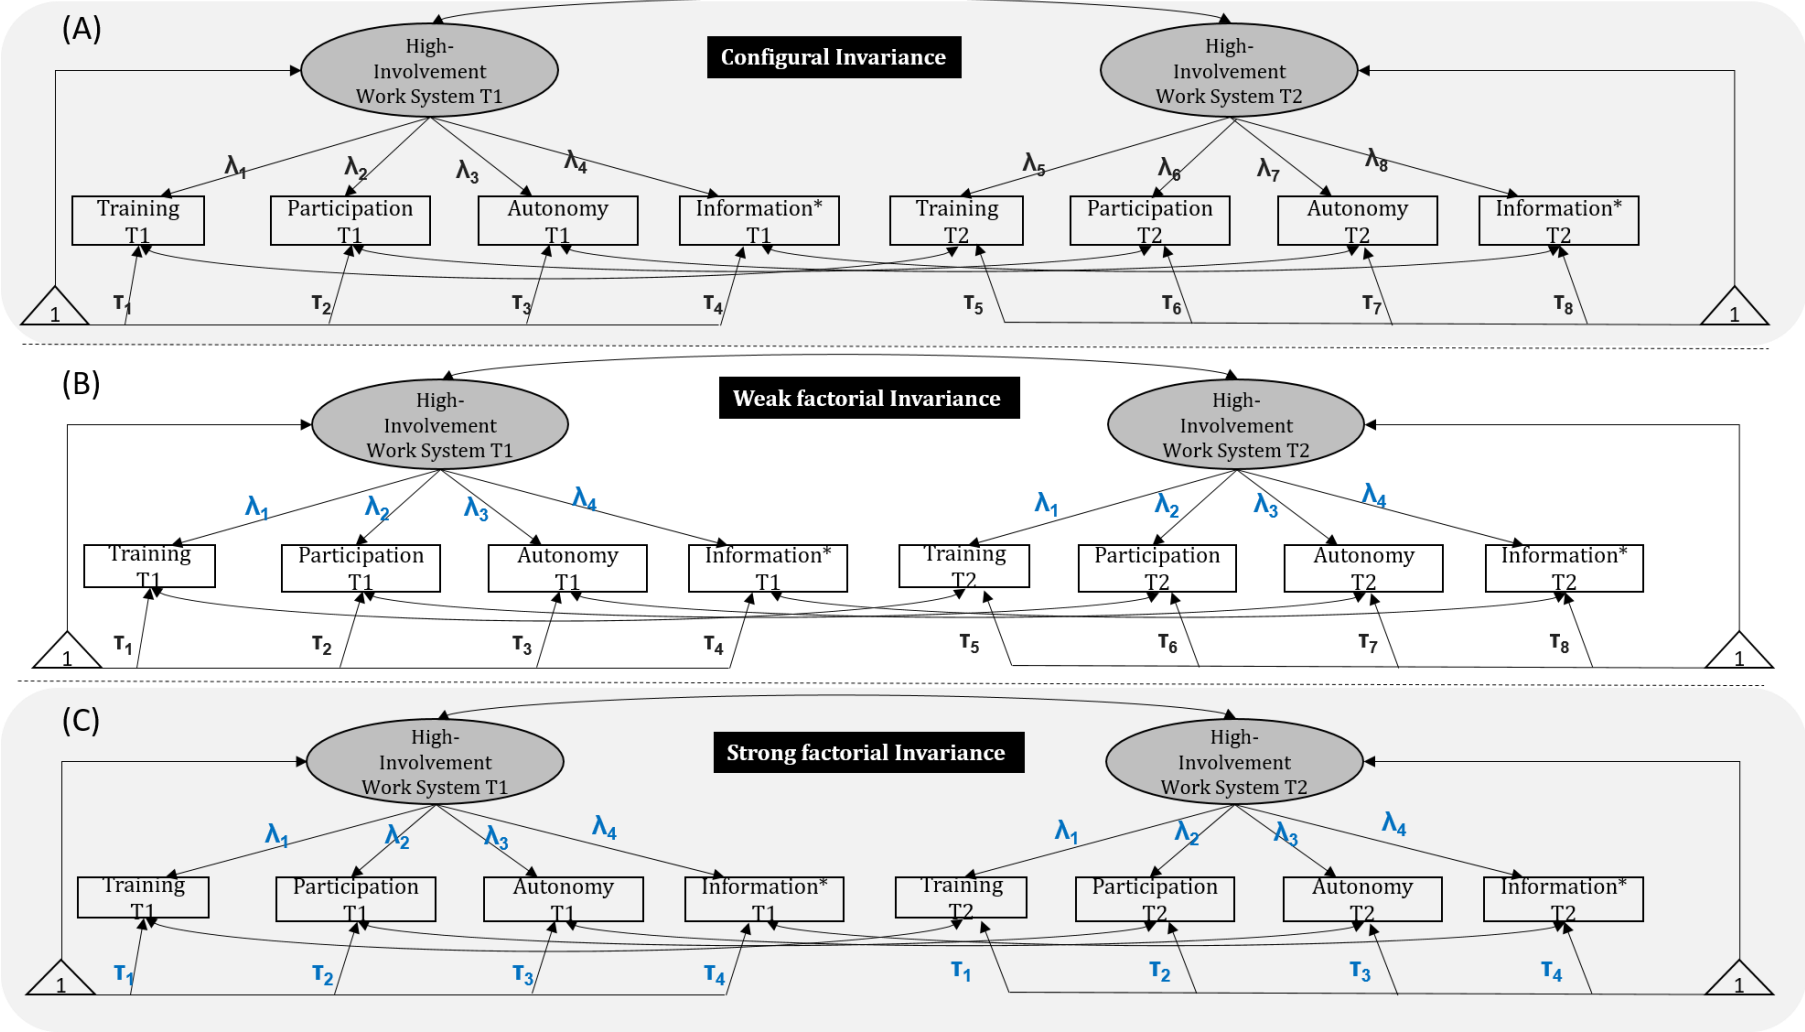 (A)
Configural Invariance
High-
Involvement
Work System T1
High-
Involvement
Work System T2
λ1 λ2 λ3 λ4 λ5 λ6 λ7 λ8
Training
T1
Participation
T1
Autonomy
T1
Information*
T1
Training
T2
Participation
T2
Autonomy
T2
Information*
T2
1 τ1 τ2 τ3 τ4 τ5 τ6 τ7 τ8 1
(B)
Weak factorial Invariance
High-
Involvement
Work System T1
High-
Involvement
Work System T2
λ1 λ2 λ3 λ4 λ1 λ2 λ3 λ4
Training
T1
Participation
T1
Autonomy
T1
Information*
T1
Training
T2
Participation
T2
Autonomy
T2
Information*
T2
1 τ1 τ2 τ3 τ4 τ5 τ6 τ7 τ8 1
(C)
Strong factorial Invariance
High-
Involvement
Work System T1
High-
Involvement
Work System T2
λ1 λ2 λ3 λ4 λ1 λ2 λ3 λ4
Training
T1
Participation
T1
Autonomy
T1
Information*
T1
Training
T2
Participation
T2
Autonomy
T2
Information*
T2
1 τ1 τ2 τ3 τ4 τ1 τ2 τ3 τ4 1